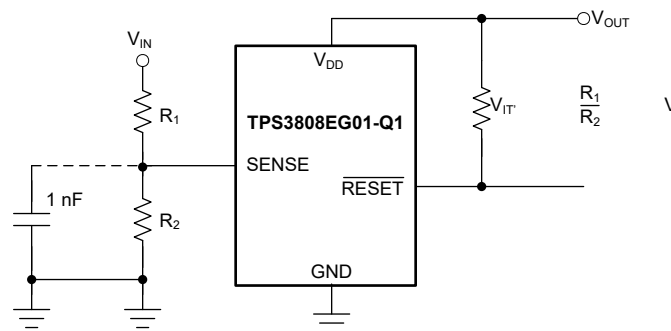 V_IN
V_OUT
V_DD
R_1
TPS3808EG01-Q1
V_IT'
R_1
R_2
V
SENSE
RESET
1 nF
R_2
GND